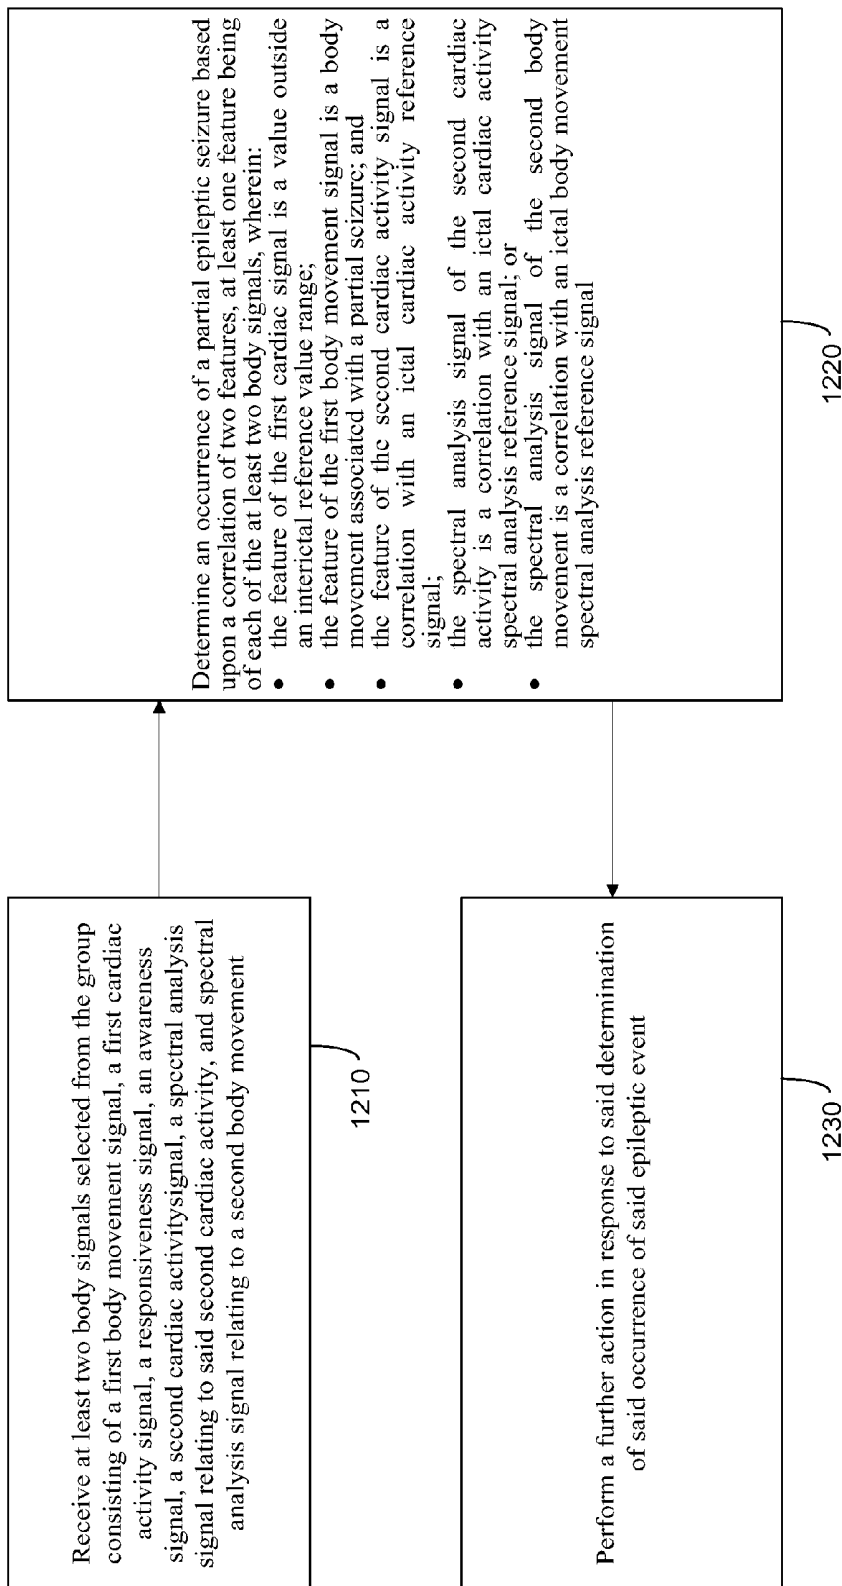 Receive at least two body signals selected from the group
consisting of a first body movement signal, a first cardiac
activity signal, a responsiveness signal, an awareness
signal, a second cardiac activitysignal, a spectral analysis
signal relating to said second cardiac activity, and spectral
analysis signal relating to a second body movement
1210
Determine an occurrence of a partial epileptic seizure based
upon a correlation of two features, at least one feature being
of each of the at least two body signals, wherein:
• the feature of the first cardiac signal is a value outside
an interictal reference value range;
• the feature of the first body movement signal is a body
movement associated with a partial seizure; and
• the feature of the second cardiac activity signal is a
correlation with an ictal cardiac activity reference
signal;
• the spectral analysis signal of the second cardiac
activity is a correlation with an ictal cardiac activity
spectral analysis reference signal; or
• the spectral analysis signal of the second body
movement is a correlation with an ictal body movement
spectral analysis reference signal
1220
Perform a further action in response to said determination
of said occurrence of said epileptic event
1230